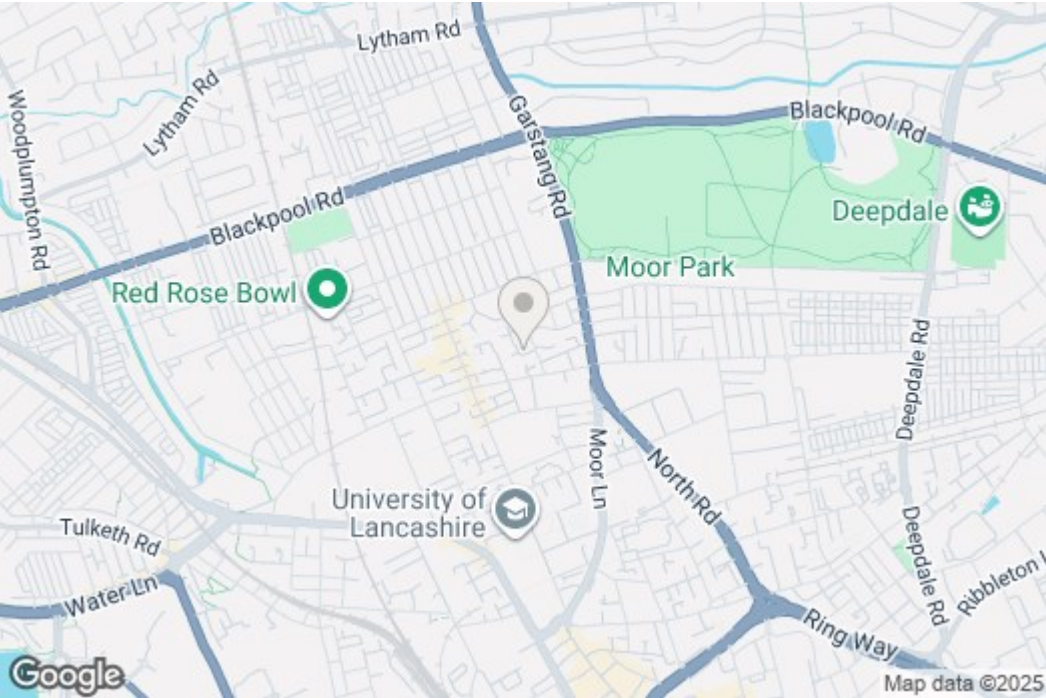 Lytham Rd
Lytham Rd
Woodplumpton Rd
Garstang Rd
Blackpool Rd
Blackpool Rd
Deepdale
Moor Park
Red Rose Bowl
Deepdale Rd
Moor Ln
North Rd
University of
Lancashire
Tulketh Rd
Deepdale Rd
Water Ln
Ribbleton
Ring Way
Google
Map data ©2025